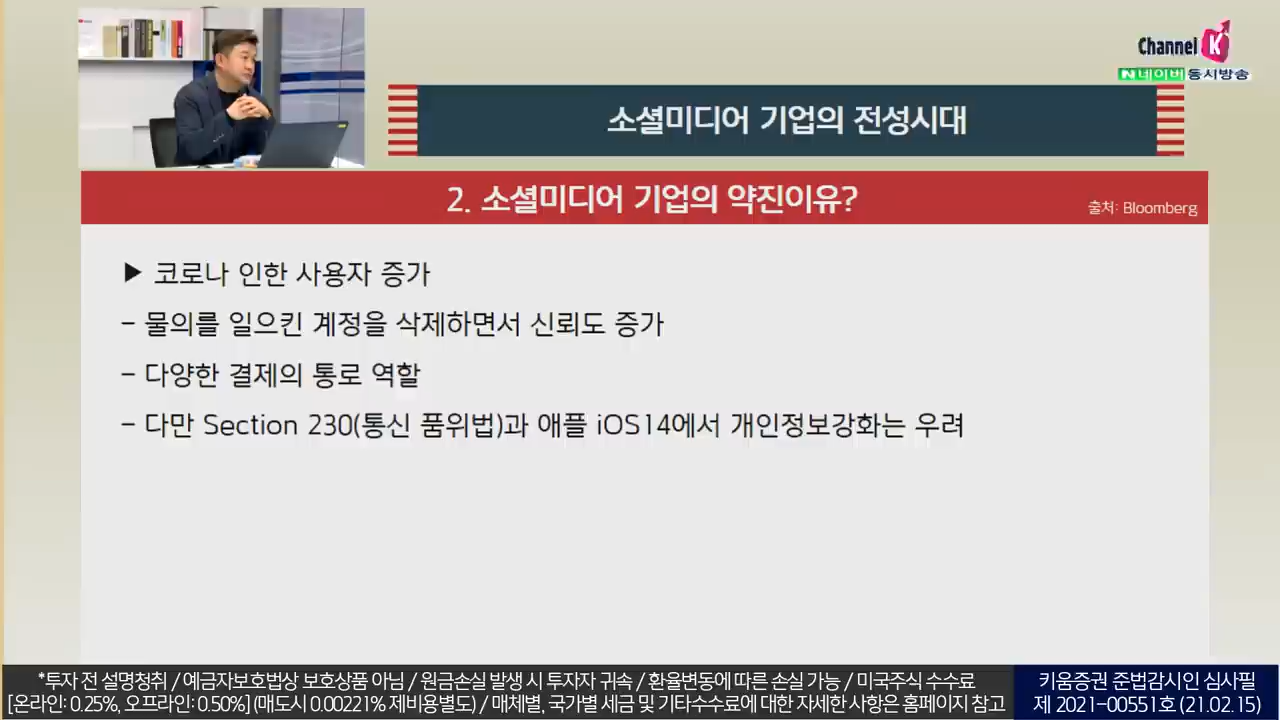 Channel K
N 네이버 동시방송
소셜미디어 기업의 전성시대
2. 소셜미디어 기업의 약진이유?
출처: Bloomberg
▶ 코로나 인한 사용자 증가
- 물의를 일으킨 계정을 삭제하면서 신뢰도 증가
- 다양한 결제의 통로 역할
- 다만 Section 230(통신 품위법)과 애플 iOS14에서 개인정보강화는 우려
*투자 전 설명청취 / 예금자보호법상 보호상품 아님 / 원금손실 발생 시 투자자 귀속 / 환율변동에 따른 손실 가능 / 미국주식 수수료
[온라인: 0.25%, 오프라인: 0.50%] (매도시 0.00221% 제비용별도) / 매체별, 국가별 세금 및 기타수수료에 대한 자세한 사항은 홈페이지 참고
키움증권 준법감시인 심사필
제 2021-00551호 (21.02.15)